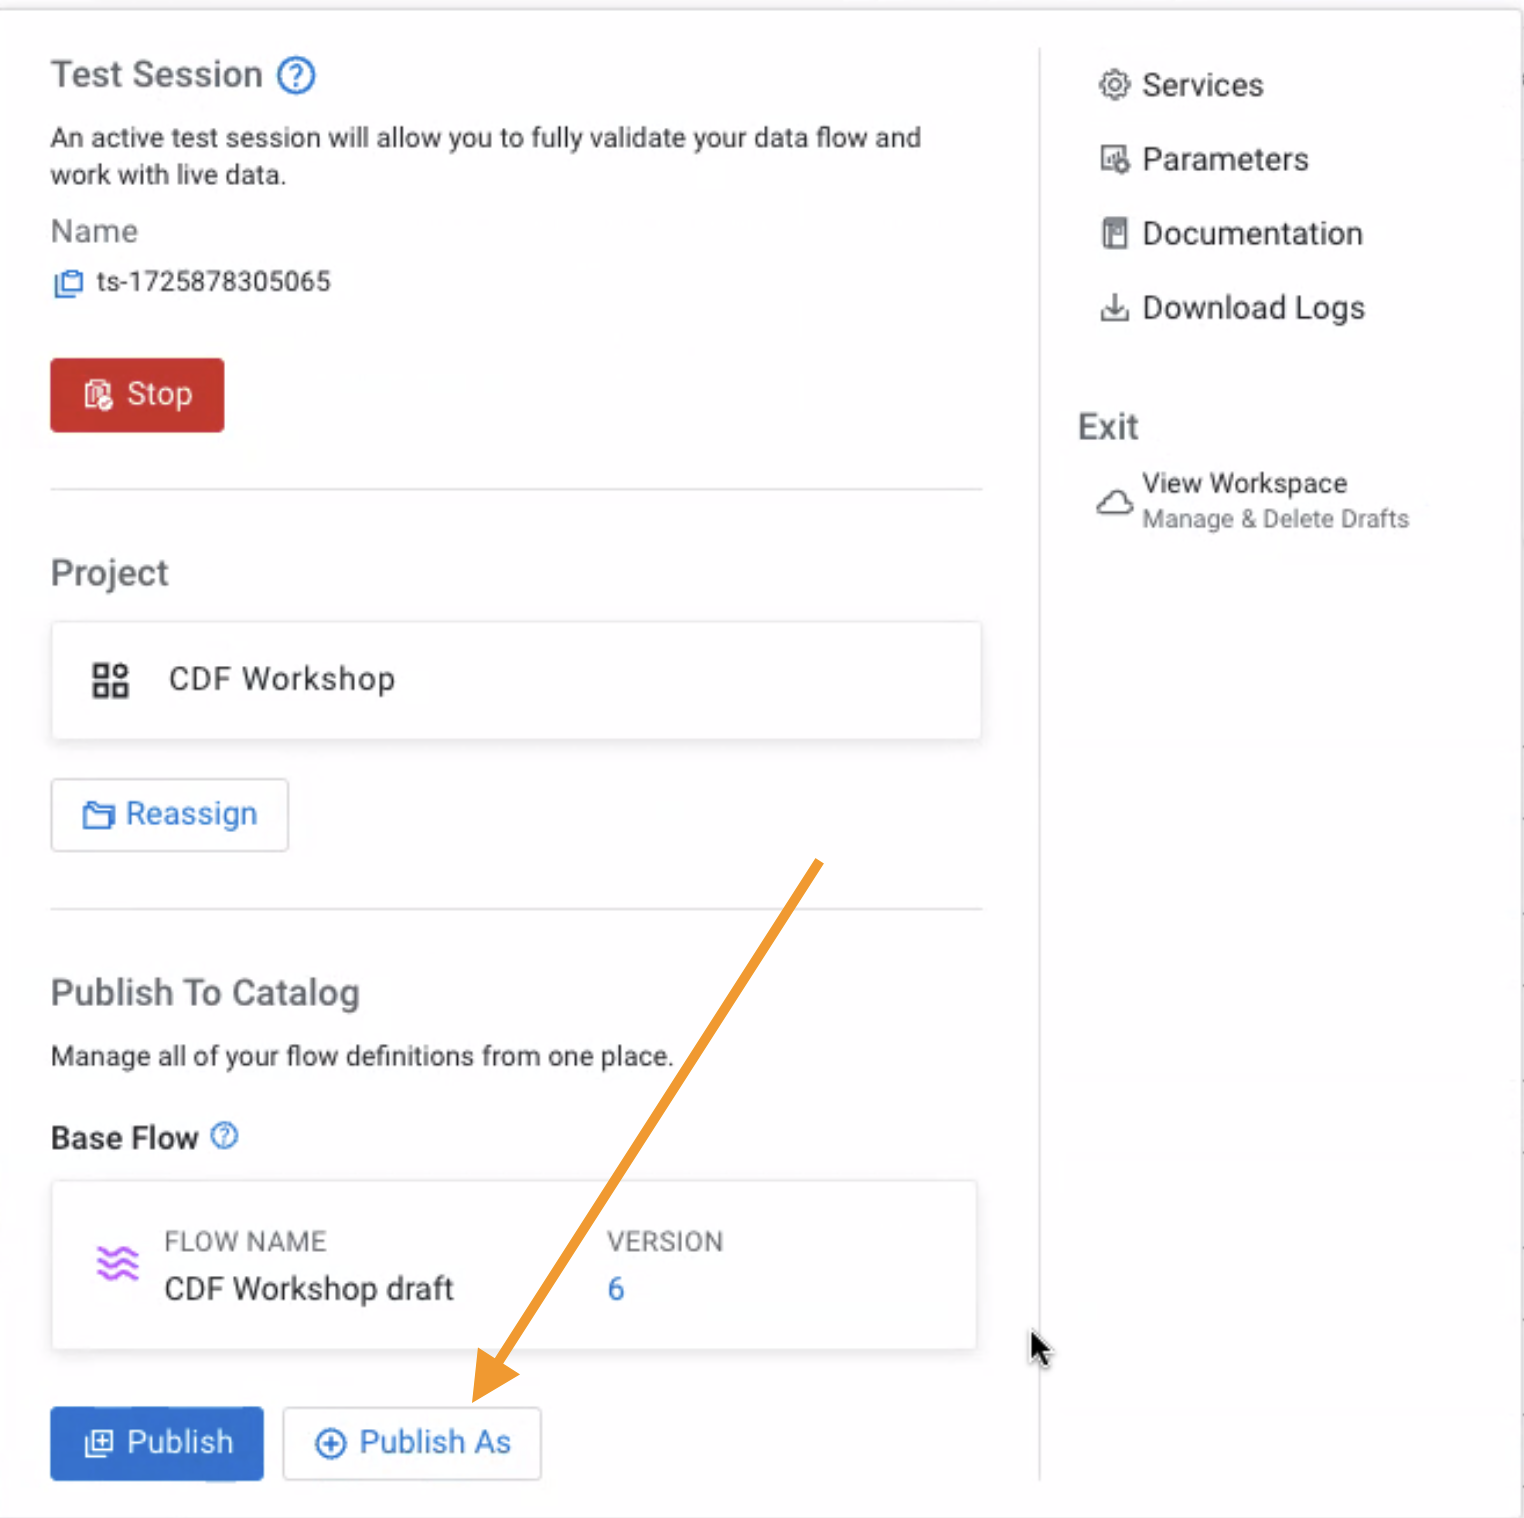 Test Session
An active test session will allow you to fully validate your data flow and
work with live data.
Name
ts-1725878305065
Stop
Project
CDF Workshop
Reassign
Publish To Catalog
Manage all of your flow definitions from one place.
Base Flow
FLOW NAME
CDF Workshop draft
VERSION
6
Publish
Publish As
Services
Parameters
Documentation
Download Logs
Exit
View Workspace
Manage & Delete Drafts